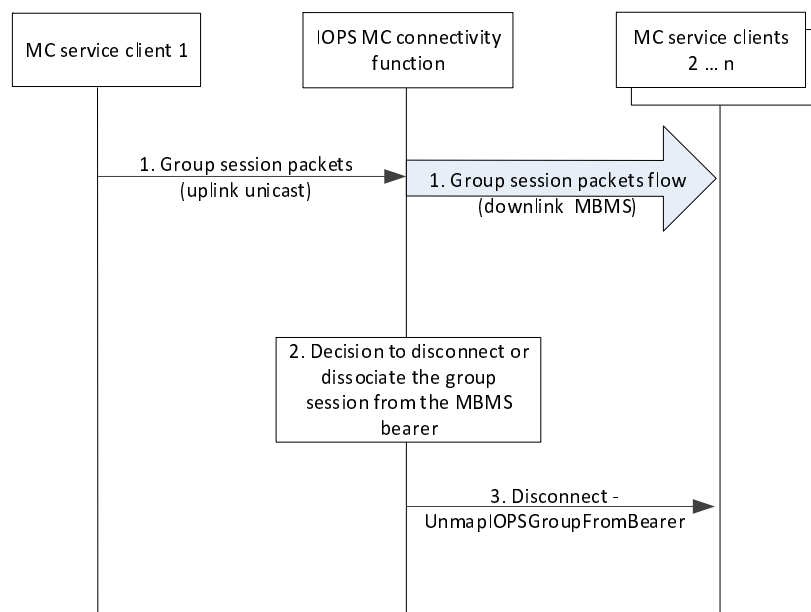 MC service client 1
IOPS MC connectivity
function
MC service clients
2 ... n
1. Group session packets
(uplink unicast)
1. Group session packets flow
(downlink MBMS)
2. Decision to disconnect or
dissociate the group
session from the MBMS
bearer
3. Disconnect -
UnmapIOPSGroupFromBearer